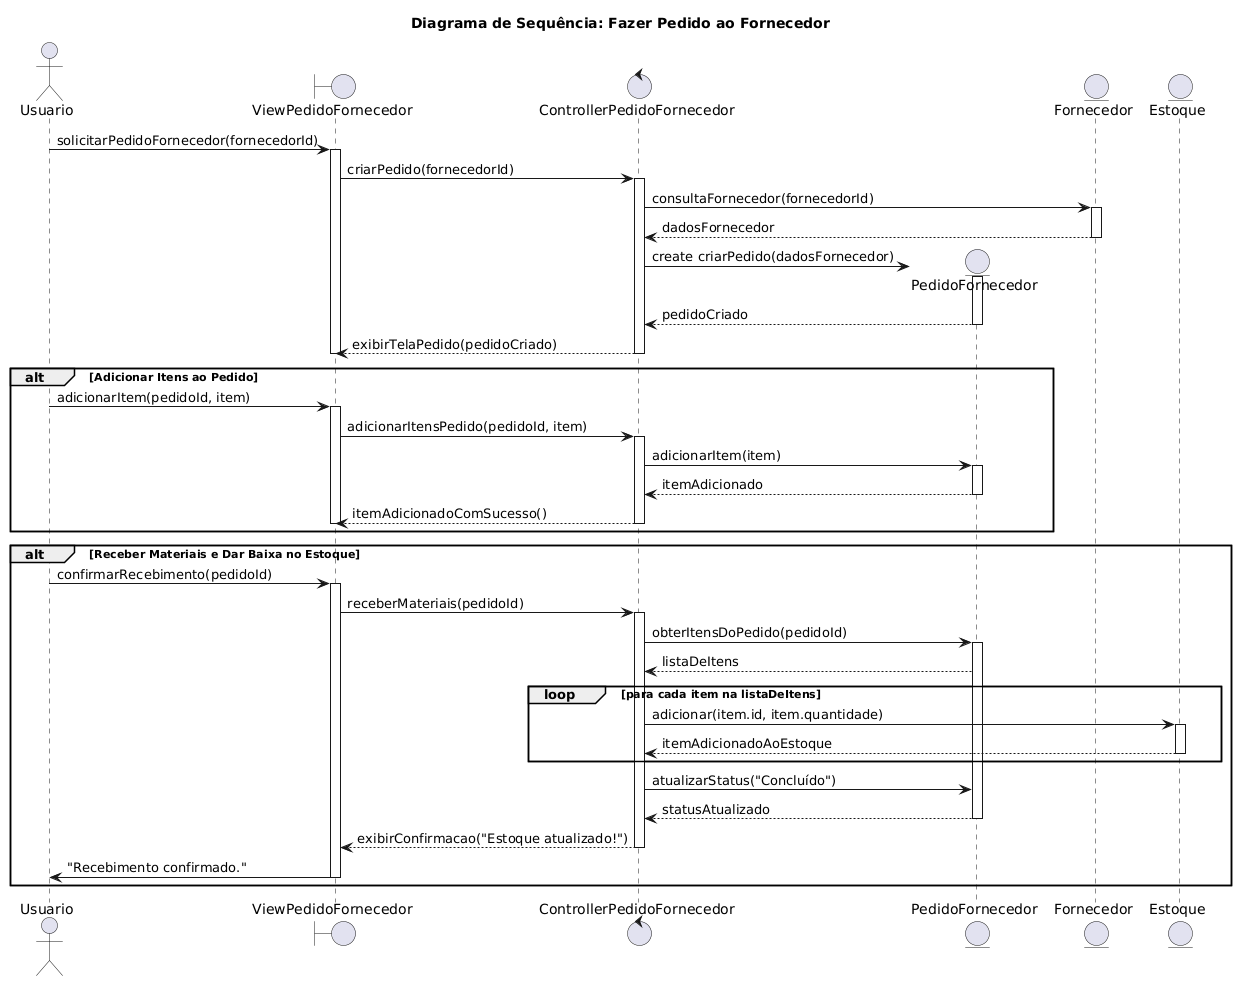 Diagrama de Sequência: Fazer Pedido ao Fornecedor
Usuario
ViewPedidoFornecedor
ControllerPedidoFornecedor
Fornecedor
Estoque
solicitarPedidoFornecedor(fornecedorId)
criarPedido(fornecedorId)
consultaFornecedor(fornecedorId)
dadosFornecedor
create criarPedido(dadosFornecedor)
PedidoFornecedor
pedidoCriado
exibirTelaPedido(pedidoCriado)
alt [Adicionar Itens ao Pedido]
adicionarItem(pedidoId, item)
adicionarItensPedido(pedidoId, item)
adicionarItem(item)
itemAdicionado
itemAdicionadoComSucesso()
alt [Receber Materiais e Dar Baixa no Estoque]
confirmarRecebimento(pedidoId)
receberMateriais(pedidoId)
obterItensDoPedido(pedidoId)
listaDeItens
loop [para cada item na listaDeItens]
adicionar(item.id, item.quantidade)
itemAdicionadoAoEstoque
atualizarStatus("Concluído")
statusAtualizado
exibirConfirmacao("Estoque atualizado!")
"Recebimento confirmado."
Usuario
ViewPedidoFornecedor
ControllerPedidoFornecedor
PedidoFornecedor
Fornecedor
Estoque